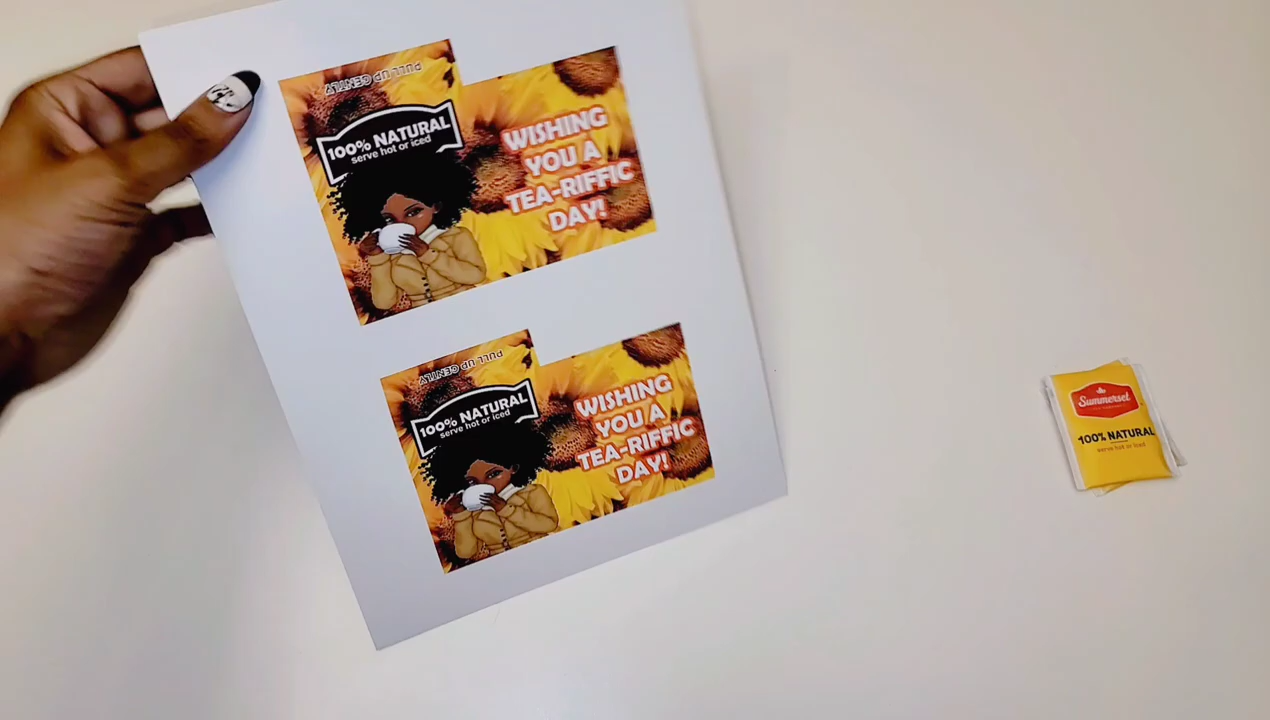 PULL UP GENTLY
100% NATURAL
serve hot or iced
WISHING
YOU A
TEA-RIFFIC
DAY!
PULL UP GENTLY
100% NATURAL
serve hot or iced
WISHING
YOU A
TEA-RIFFIC
DAY!
Summerset
100% NATURAL
serve hot or iced